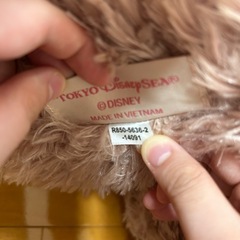 TOKYO DISNEYSEA®
©DISNEY
MADE IN VIETNAM
R850-5636-2
-14091